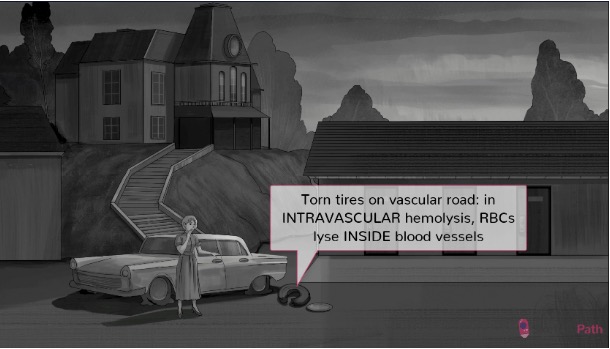 Torn tires on vascular road: in
INTRAVASCULAR hemolysis, RBCs
lyse INSIDE blood vessels
Path